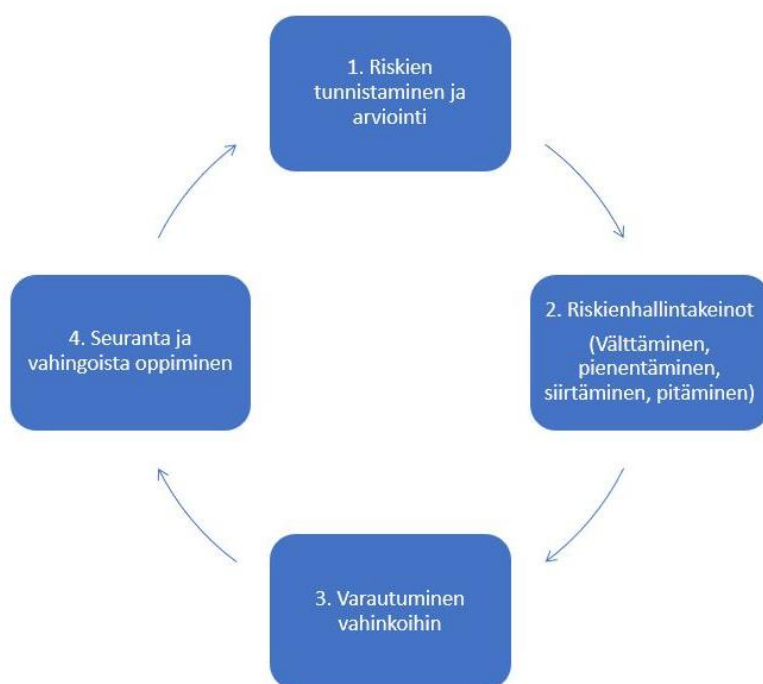 1. Riskien
tunnistaminen ja
arviointi
2. Riskienhallintakeinot
(Välttäminen,
pienentäminen,
siirtäminen, pitäminen)
3. Varautuminen
vahinkoihin
4. Seuranta ja
vahingoista oppiminen